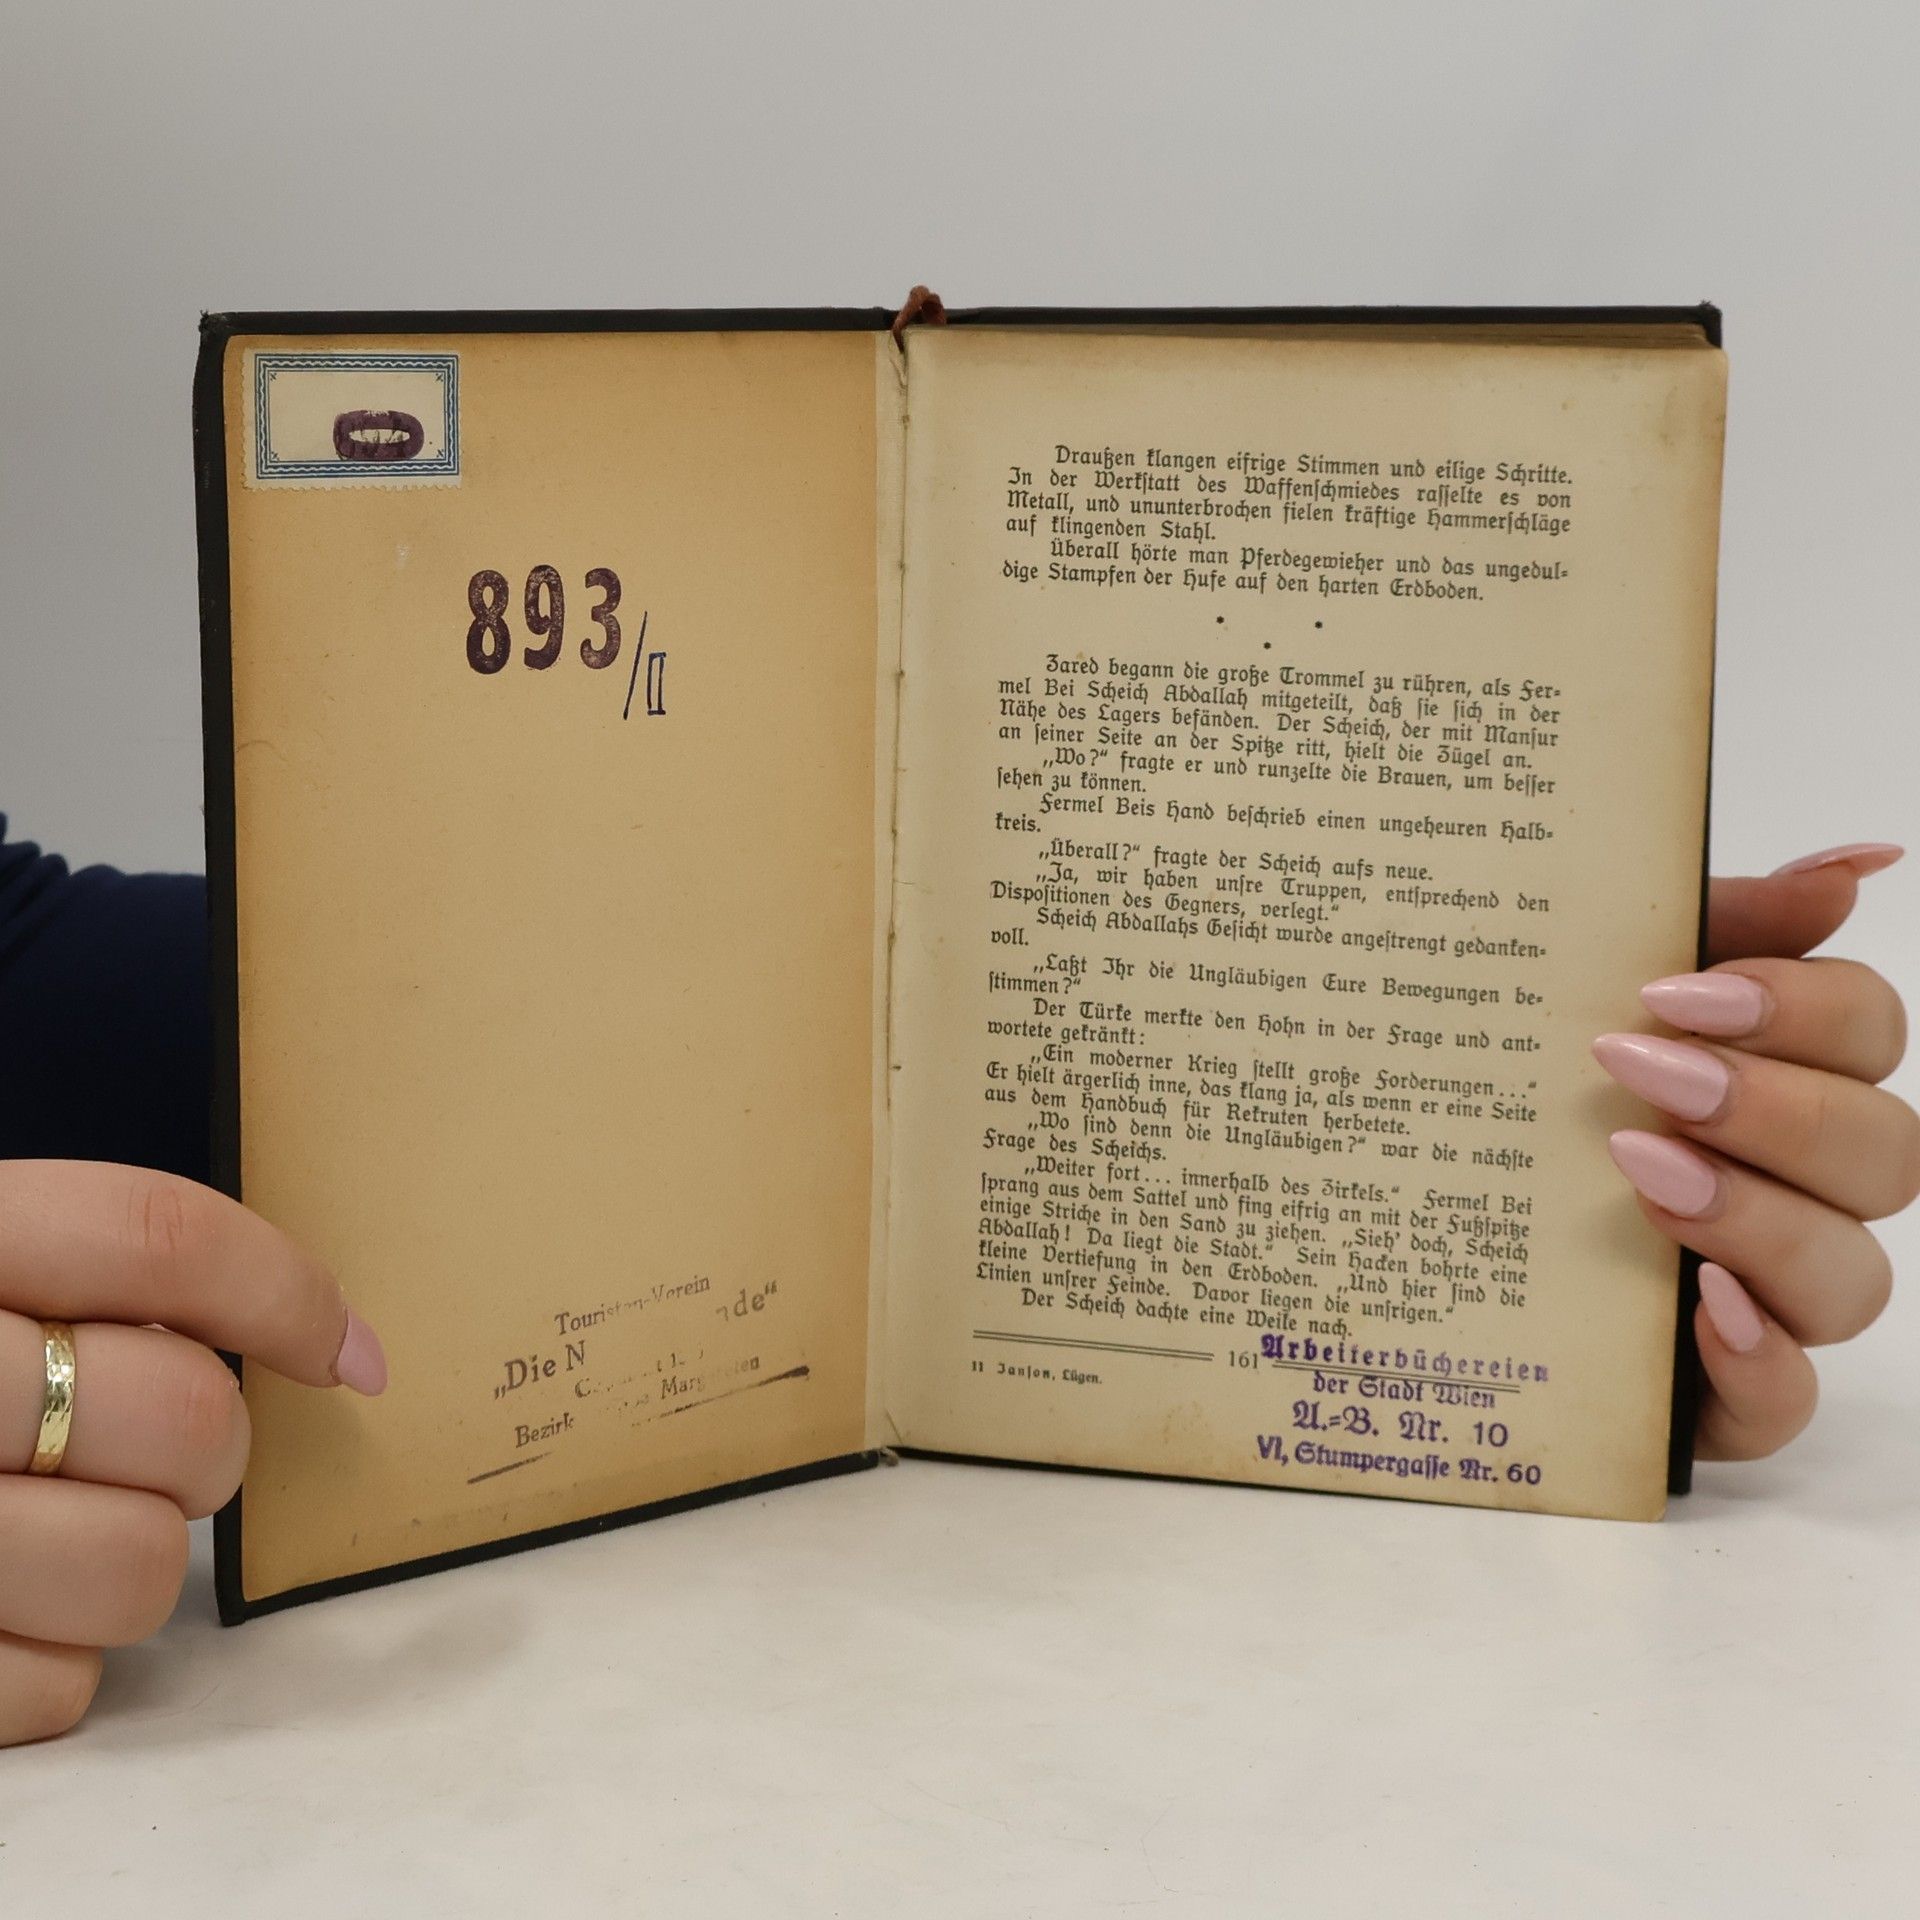 893/II
Touristen-Verein
„Die N de“
Bezirk Mar
Draußen klangen eifrige Stimmen und eilige Schritte.
In der Werkstatt des Waffenschmiedes rasselte es von
Metall, und ununterbrochen fielen kräftige Hammerschläge
auf klingenden Stahl.
Überall hörte man Pferdegewieher und das ungedul-
dige Stampfen der Hufe auf den harten Erdboden.
* *
*
Zared begann die große Trommel zu rühren, als Fer-
mel Bei Scheich Abdallah mitgeteilt, daß sie sich in der
Nähe des Lagers befänden. Der Scheich, der mit Mansur
an seiner Seite an der Spitze ritt, hielt die Zügel an.
„Wo?“ fragte er und runzelte die Brauen, um besser
sehen zu können.
Fermel Beis Hand beschrieb einen ungeheuren Halb-
kreis.
„Überall?“ fragte der Scheich aufs neue.
„Ja, wir haben unsre Truppen, entsprechend den
Dispositionen des Gegners, verlegt.“
Scheich Abdallahs Gesicht wurde angestrengt gedanken-
voll.
„Laßt Ihr die Ungläubigen Eure Bewegungen be-
stimmen?“
Der Türke merkte den Hohn in der Frage und ant-
wortete gekränkt:
„Ein moderner Krieg stellt große Forderungen...“
Er hielt ärgerlich inne, das klang ja, als wenn er eine Seite
aus dem Handbuch für Rekruten herbetete.
„Wo sind denn die Ungläubigen?“ war die nächste
Frage des Scheichs.
„Weiter fort... innerhalb des Zirkels.“ Fermel Bei
sprang aus dem Sattel und fing eifrig an mit der Fußspitze
einige Striche in den Sand zu ziehen. „Sieh’ doch, Scheich
Abdallah! Da liegt die Stadt.“ Sein Hacken bohrte eine
kleine Vertiefung in den Erdboden. „Und hier sind die
Linien unsrer Feinde. Davor liegen die unsrigen.“
Der Scheich dachte eine Weile nach.
161
11 Janson, Lügen.
Arbeiterbüchereien
der Stadt Wien
A.-B. Nr. 10
VI, Stumpergasse Nr. 60